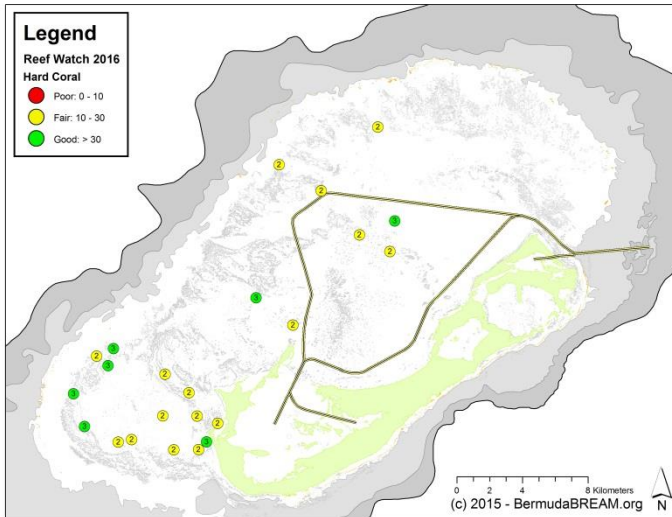 Legend
Reef Watch 2016
Hard Coral
Poor: 0 - 10
Fair: 10 - 30
Good: > 30
2
2
2
3
2
2
3
2
3
2
3
2
3
2
2
2
2
3
2
2
3
2
2
0 4 8 Kilometers
(c) 2015 - BermudaBREAM.org
N